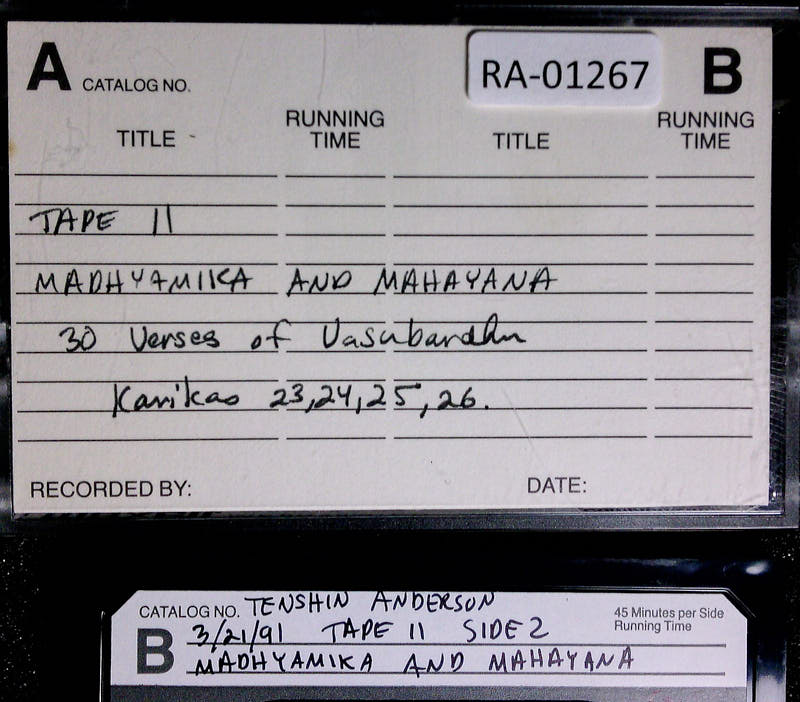 A CATALOG NO. RA-01267 B
TITLE RUNNING TIME TITLE RUNNING TIME
TAPE 11
MADHYAMIKA AND MAHAYANA
30 Verses of Vasubandhu
Karikas 23,24,25,26.
RECORDED BY: DATE:
CATALOG NO. TENSHIN ANDERSON 45 Minutes per Side
B 3/21/91 TAPE 11 SIDE 2 Running Time
MADHYAMIKA AND MAHAYANA